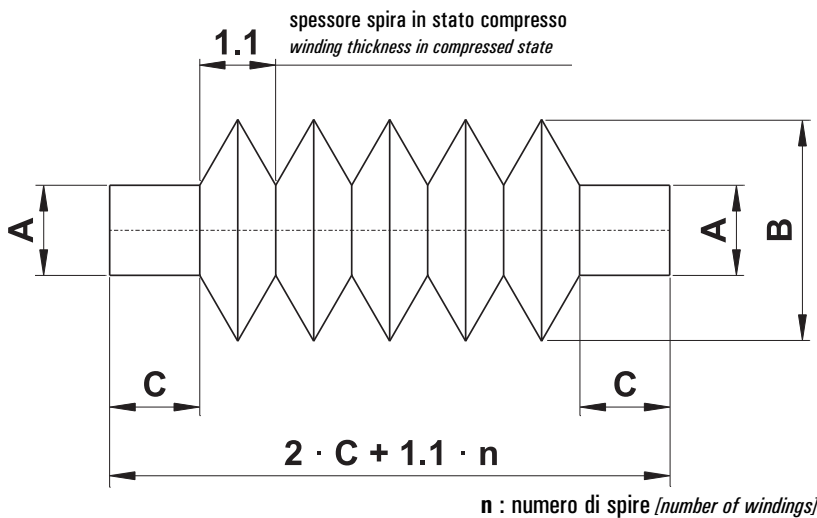 spessore spira in stato compresso
1.1
winding thickness in compressed state
A
A
B
C
C
2 · C + 1.1 · n
n : numero di spire [number of windings]